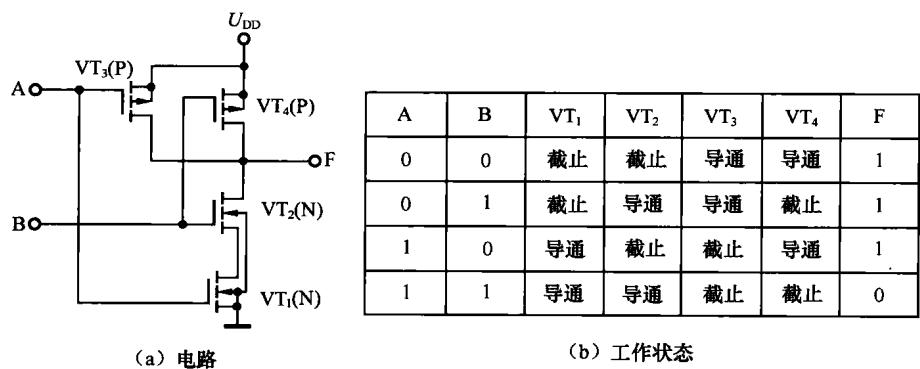 U_DD
VT₃(P)
A
VT₄(P)
F
B
VT₂(N)
VT₁(N)
(a) 电路
A B VT₁ VT₂ VT₃ VT₄ F
0 0 截止 截止 导通 导通 1
0 1 截止 导通 导通 截止 1
1 0 导通 截止 截止 导通 1
1 1 导通 导通 截止 截止 0
(b) 工作状态